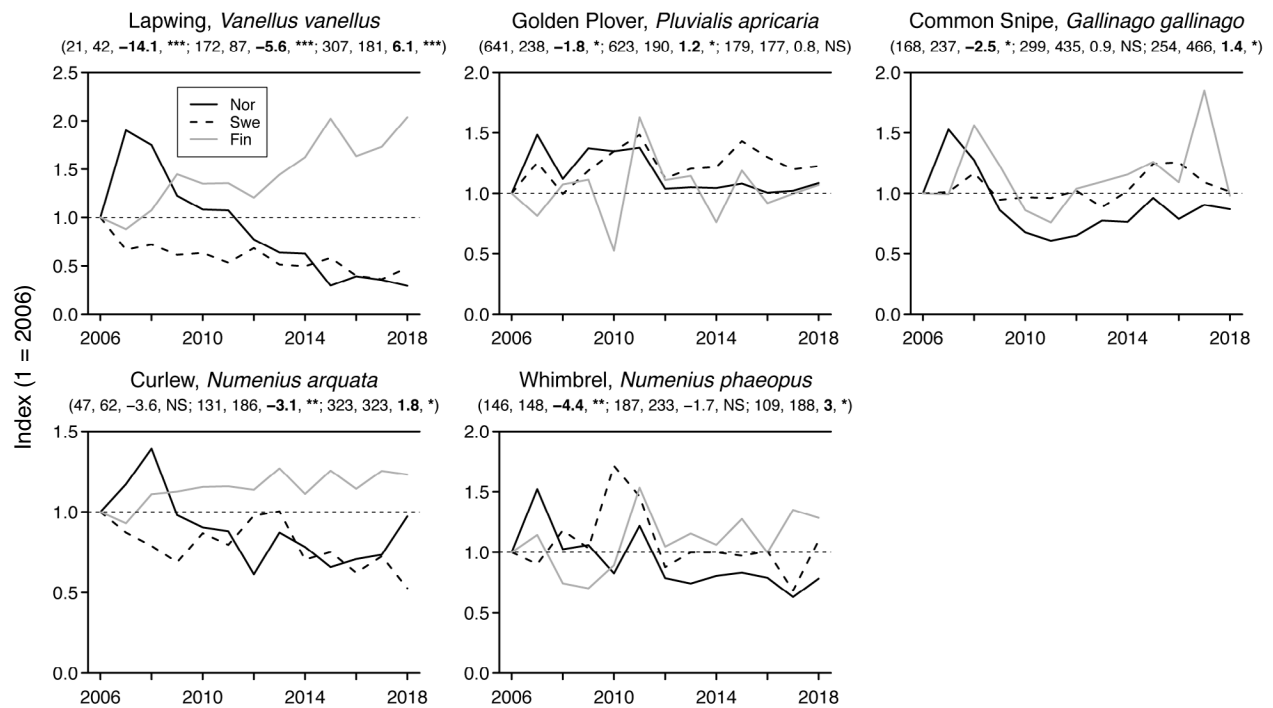 Lapwing, Vanellus vanellus
(21, 42, −14.1, ***; 172, 87, −5.6, ***; 307, 181, 6.1, ***)
2.5
2.0
1.5
1.0
0.5
0.0
2006 2010 2014 2018
Nor
Swe
Fin
Golden Plover, Pluvialis apricaria
(641, 238, −1.8, *; 623, 190, 1.2, *; 179, 177, 0.8, NS)
2.0
1.5
1.0
0.5
0.0
2006 2010 2014 2018
Common Snipe, Gallinago gallinago
(168, 237, −2.5, *; 299, 435, 0.9, NS; 254, 466, 1.4, *)
2.0
1.5
1.0
0.5
0.0
2006 2010 2014 2018
Index (1 = 2006)
Curlew, Numenius arquata
(47, 62, −3.6, NS; 131, 186, −3.1, **; 323, 323, 1.8, *)
1.5
1.0
0.5
0.0
2006 2010 2014 2018
Whimbrel, Numenius phaeopus
(146, 148, −4.4, **; 187, 233, −1.7, NS; 109, 188, 3, *)
2.0
1.5
1.0
0.5
0.0
2006 2010 2014 2018